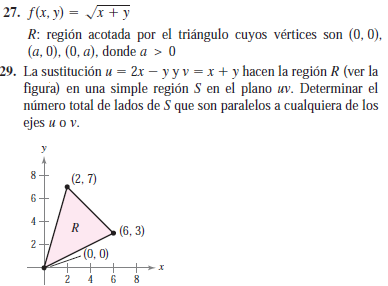 27. f(x, y) = √x + y
R: región acotada por el triángulo cuyos vértices son (0, 0),
(a, 0), (0, a), donde a > 0
29. La sustitución u = 2x − y y v = x + y hacen la región R (ver la
figura) en una simple región S en el plano uv. Determinar el
número total de lados de S que son paralelos a cualquiera de los
ejes u o v.
y
8
(2, 7)
6
4
R
(6, 3)
2
(0, 0)
x
2 4 6 8